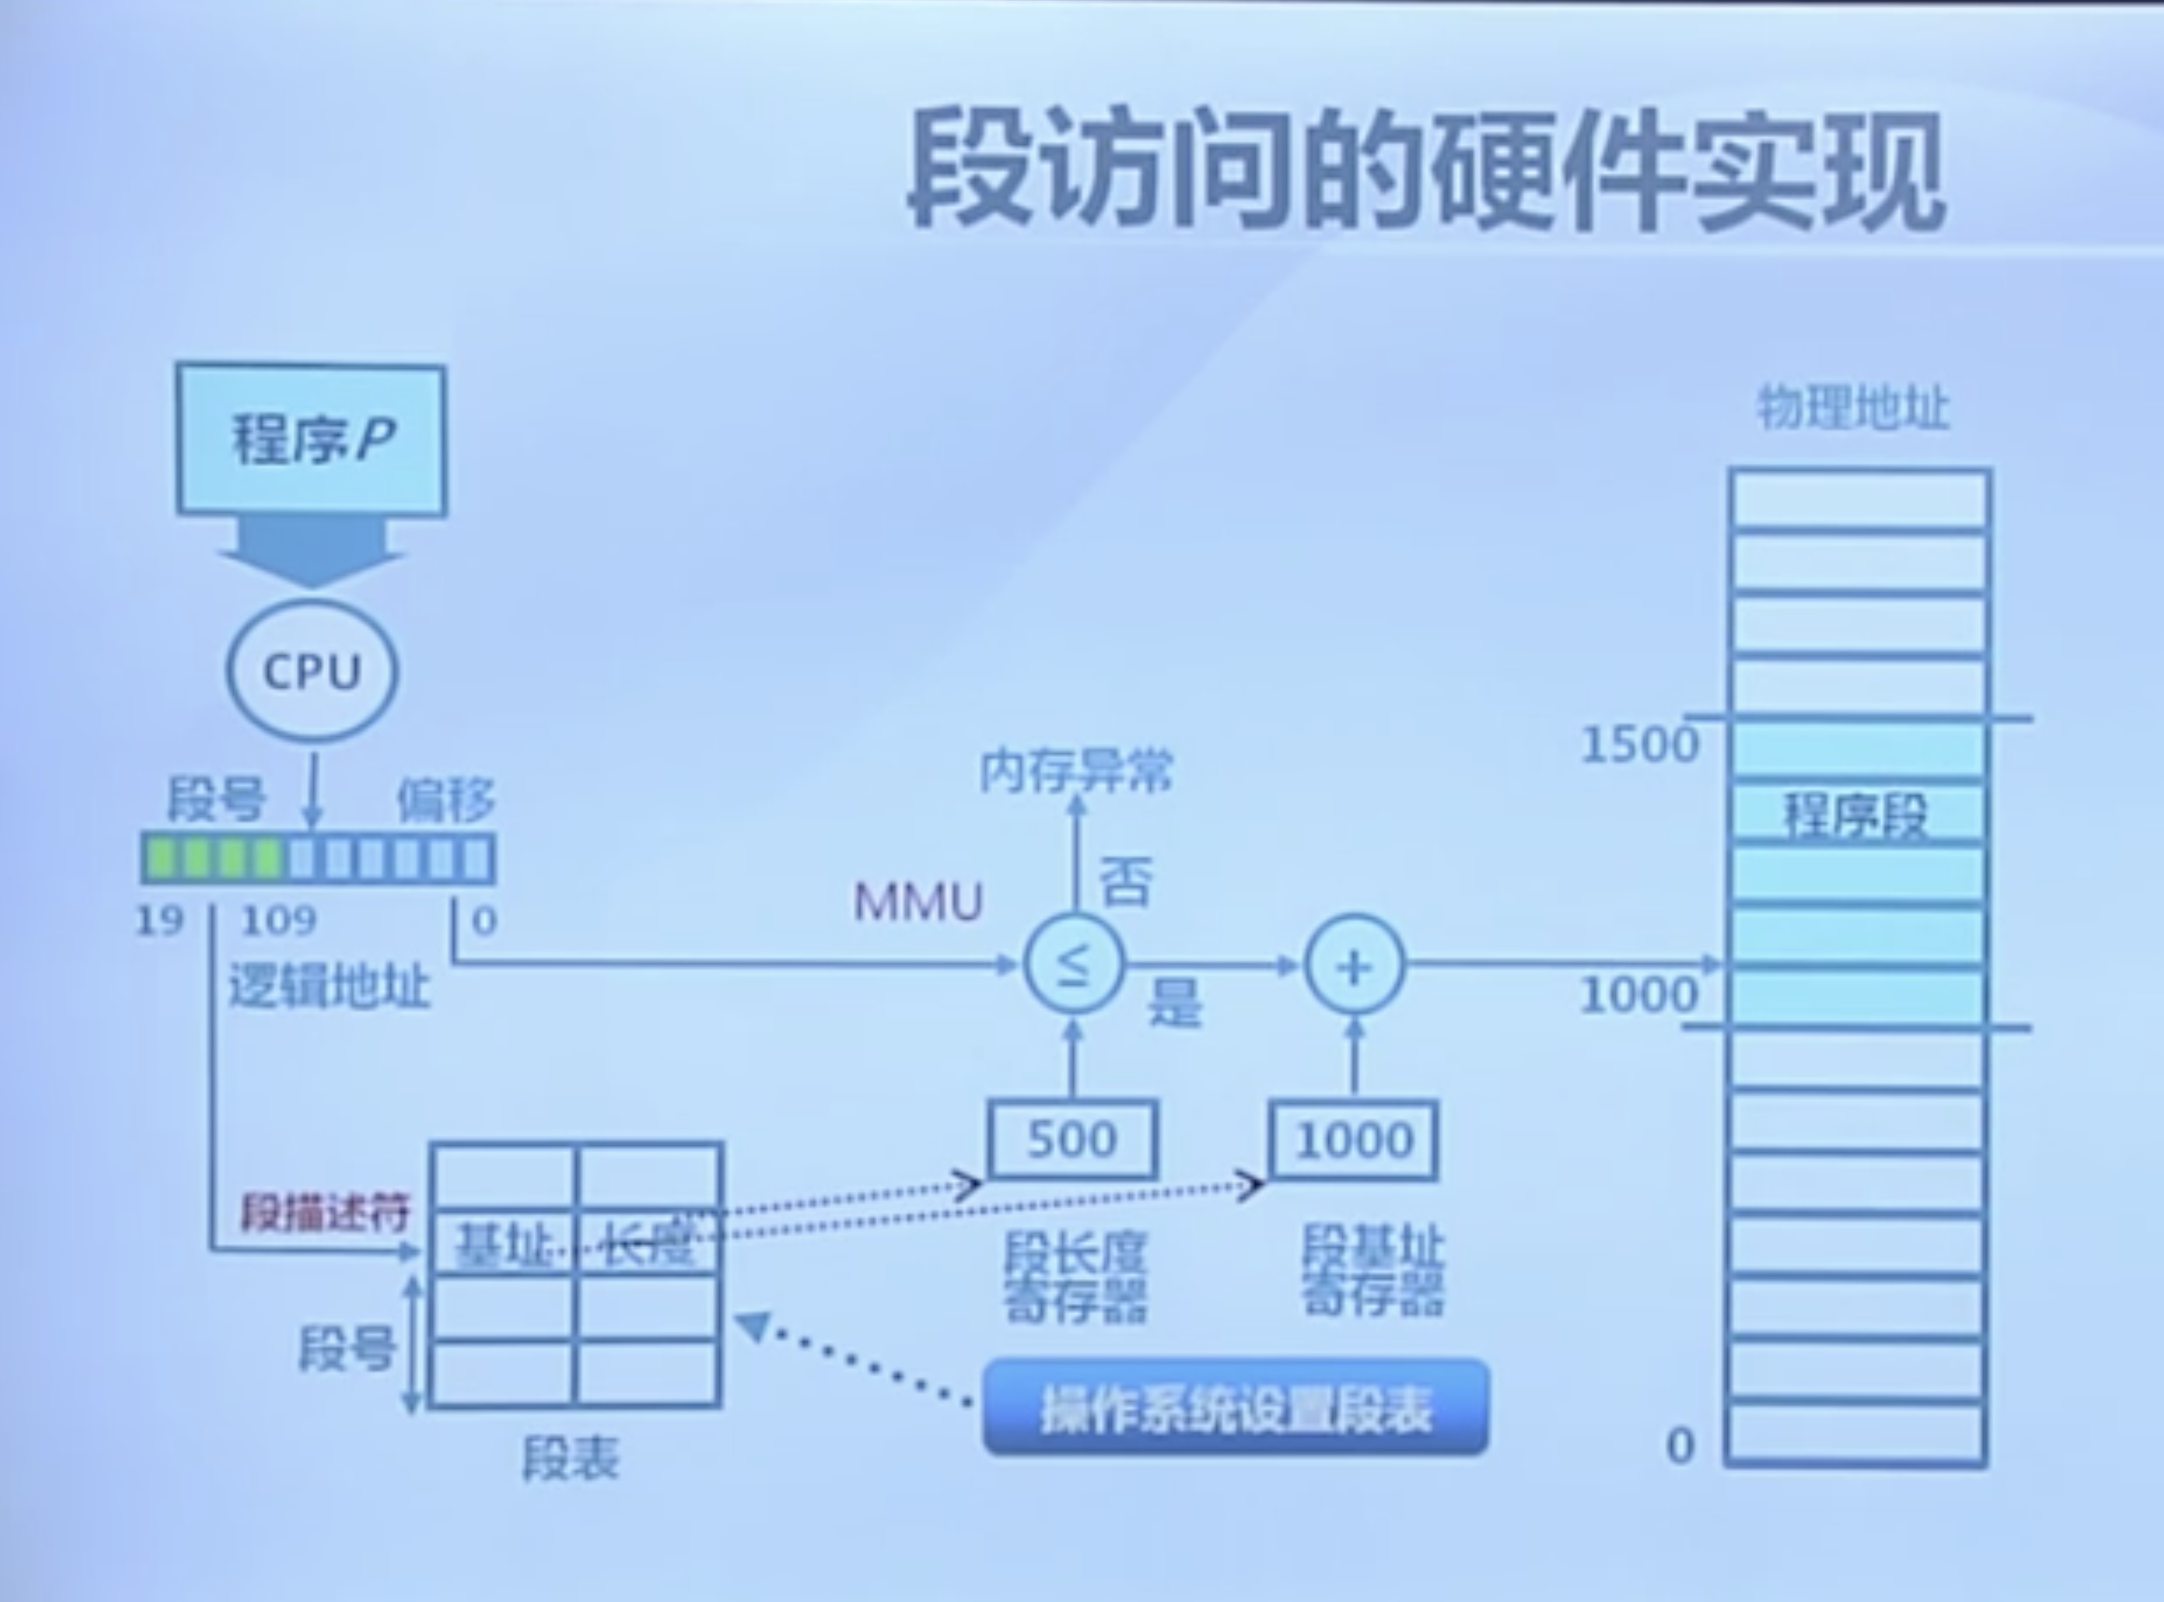 段访问的硬件实现
程序P
CPU
段号 偏移
19 109 0
逻辑地址
MMU
内存异常
否
≤
是
+
500
1000
段长度
寄存器
段基址
寄存器
段描述符
基址 长度
段号
段表
操作系统设置段表
物理地址
1500
程序段
1000
0